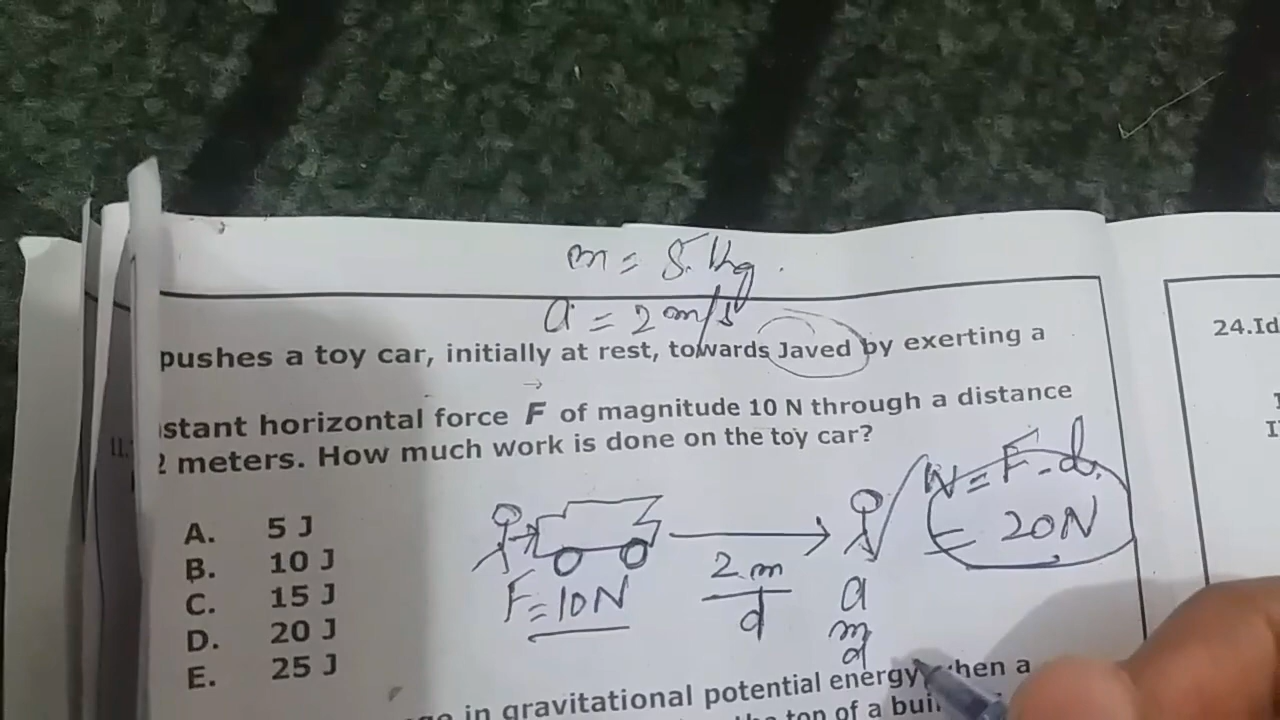 m = 5 kg.
a = 2 m/s
pushes a toy car, initially at rest, towards Javed by exerting a
stant horizontal force F of magnitude 10 N through a distance
2 meters. How much work is done on the toy car?
W = F.d.
= 20N
F = 10N
2m
d
a
m
d
A. 5 J
B. 10 J
C. 15 J
D. 20 J
E. 25 J
in gravitational potential energy when a
top of a buil
24.Id